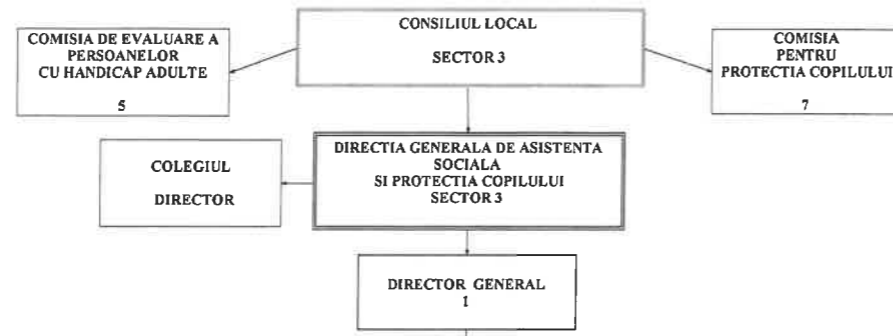 CONSILIUL LOCAL
SECTOR 3
COMISIA DE EVALUARE A
PERSOANELOR
CU HANDICAP ADULTE
5
COMISIA
PENTRU
PROTECTIA COPILULUI
7
DIRECTIA GENERALA DE ASISTENTA
SOCIALA
SI PROTECTIA COPILULUI
SECTOR 3
COLEGIUL
DIRECTOR
DIRECTOR GENERAL
1